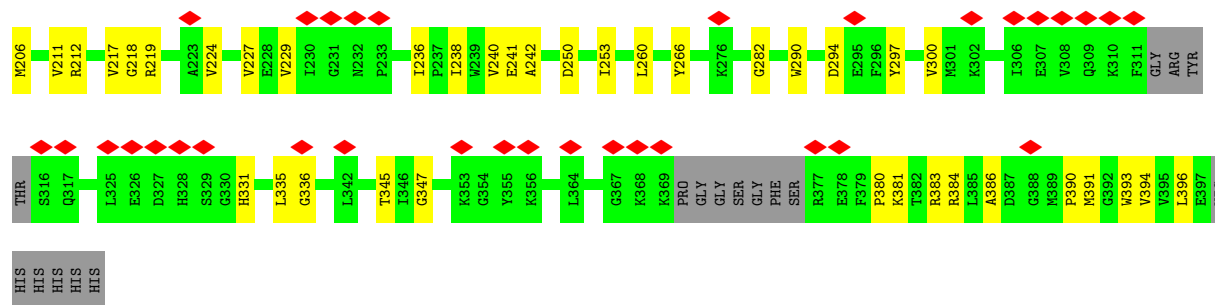 M206 V211 R212 V217 G218 R219 A223 V224 V227 E228 V229 I230 G231 N232 P233 I236 P237 I238 W239 V240 E241 A242 D250 I253 L260 Y266 K276 G282 W290 D294 E295 F296 Y297 V300 M301 K302 I306 E307 V308 Q309 K310 F311 GLY ARG TYR
THR S316 Q317 L325 E326 D327 H328 S329 G330 H331 L335 G336 L342 T345 I346 G347 K353 G354 Y355 K356 L364 G367 K368 K369 PRO GLY GLY SER GLY PHE SER R377 E378 F379 P380 K381 T382 R383 R384 L385 A386 D387 G388 M389 P390 M391 G392 W393 V394 V395 L396 E397
HIS HIS HIS HIS HIS